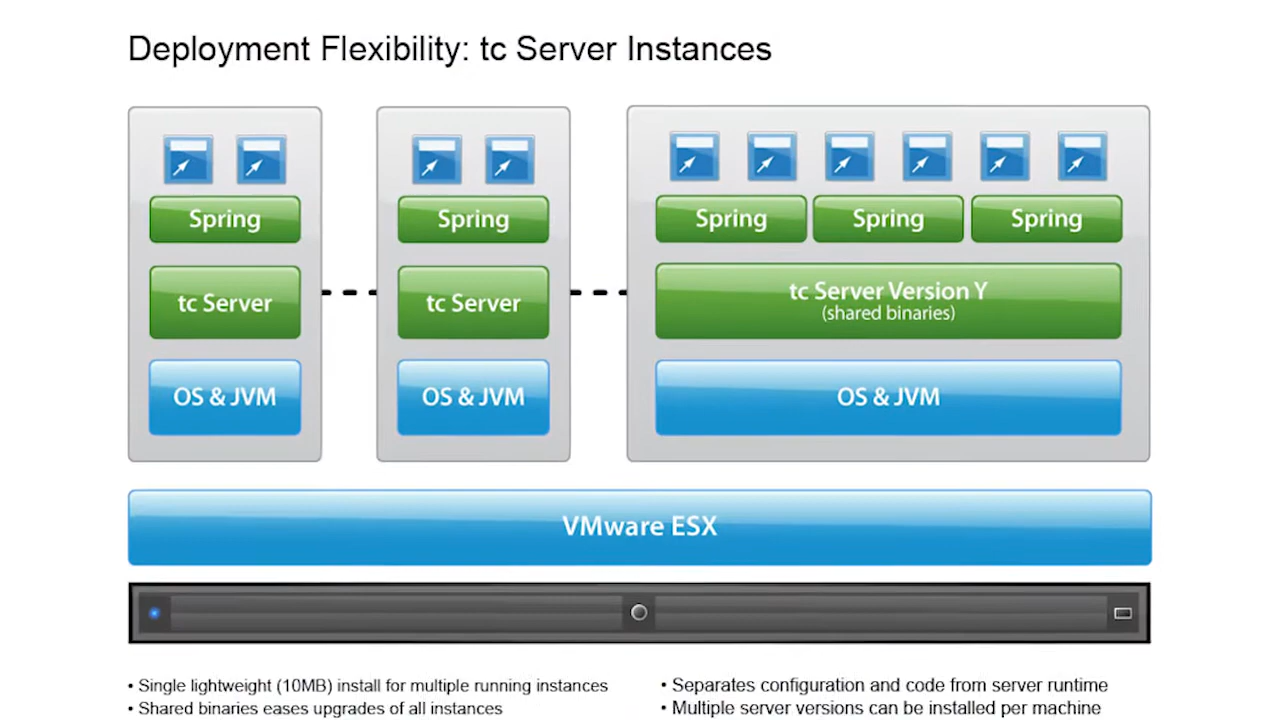 Deployment Flexibility: tc Server Instances
Spring
Spring
Spring
Spring
Spring
tc Server
tc Server
tc Server Version Y
(shared binaries)
OS & JVM
OS & JVM
OS & JVM
VMware ESX
• Single lightweight (10MB) install for multiple running instances
• Shared binaries eases upgrades of all instances
• Separates configuration and code from server runtime
• Multiple server versions can be installed per machine